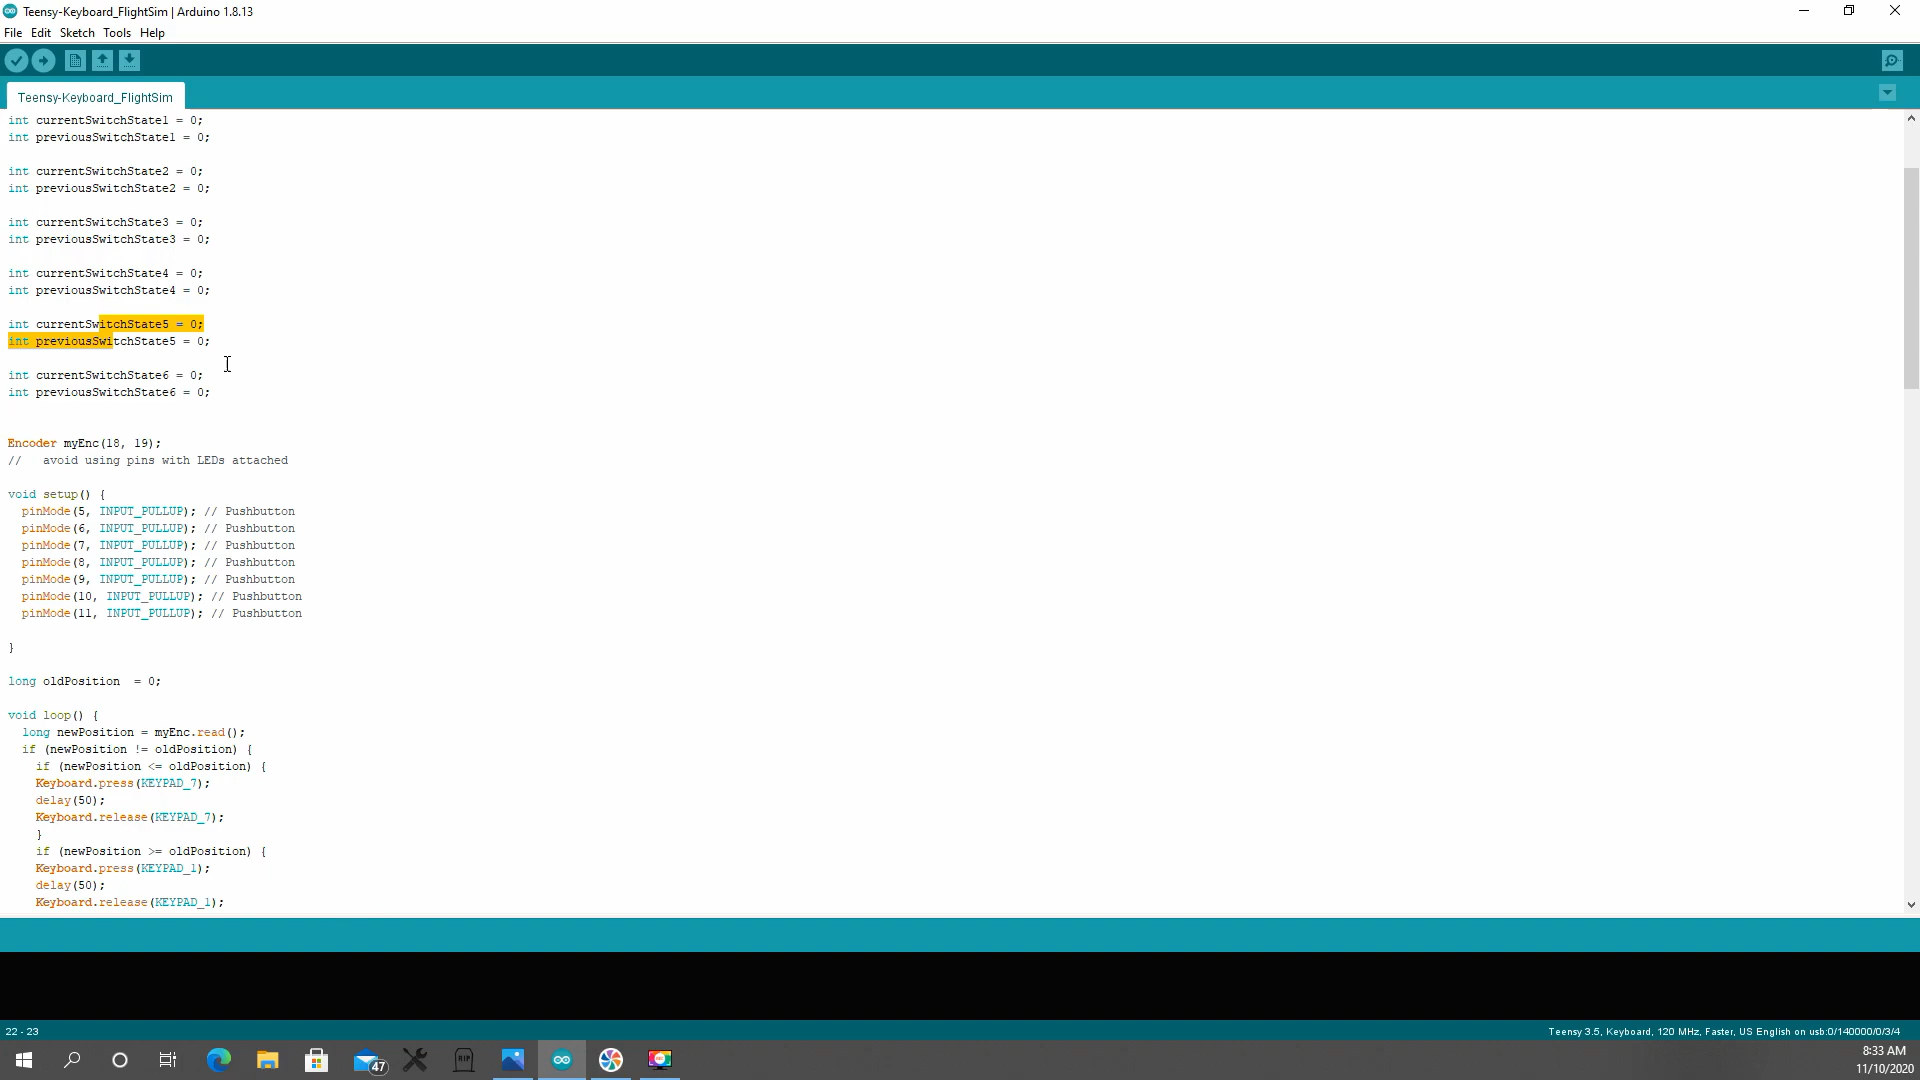 Teensy-Keyboard_FlightSim | Arduino 1.8.13
File Edit Sketch Tools Help
Teensy-Keyboard_FlightSim
int currentSwitchState1 = 0;
int previousSwitchState1 = 0;
int currentSwitchState2 = 0;
int previousSwitchState2 = 0;
int currentSwitchState3 = 0;
int previousSwitchState3 = 0;
int currentSwitchState4 = 0;
int previousSwitchState4 = 0;
int currentSwitchState5 = 0;
int previousSwitchState5 = 0;
int currentSwitchState6 = 0;
int previousSwitchState6 = 0;
Encoder myEnc(18, 19);
//   avoid using pins with LEDs attached
void setup() {
  pinMode(5, INPUT_PULLUP); // Pushbutton
  pinMode(6, INPUT_PULLUP); // Pushbutton
  pinMode(7, INPUT_PULLUP); // Pushbutton
  pinMode(8, INPUT_PULLUP); // Pushbutton
  pinMode(9, INPUT_PULLUP); // Pushbutton
  pinMode(10, INPUT_PULLUP); // Pushbutton
  pinMode(11, INPUT_PULLUP); // Pushbutton
}
long oldPosition  = 0;
void loop() {
  long newPosition = myEnc.read();
  if (newPosition != oldPosition) {
    if (newPosition <= oldPosition) {
    Keyboard.press(KEYPAD_7);
    delay(50);
    Keyboard.release(KEYPAD_7);
    }
    if (newPosition >= oldPosition) {
    Keyboard.press(KEYPAD_1);
    delay(50);
    Keyboard.release(KEYPAD_1);
22 - 23
Teensy 3.5, Keyboard, 120 MHz, Faster, US English on usb:0/140000/0/3/4
47
RIP
8:33 AM
11/10/2020